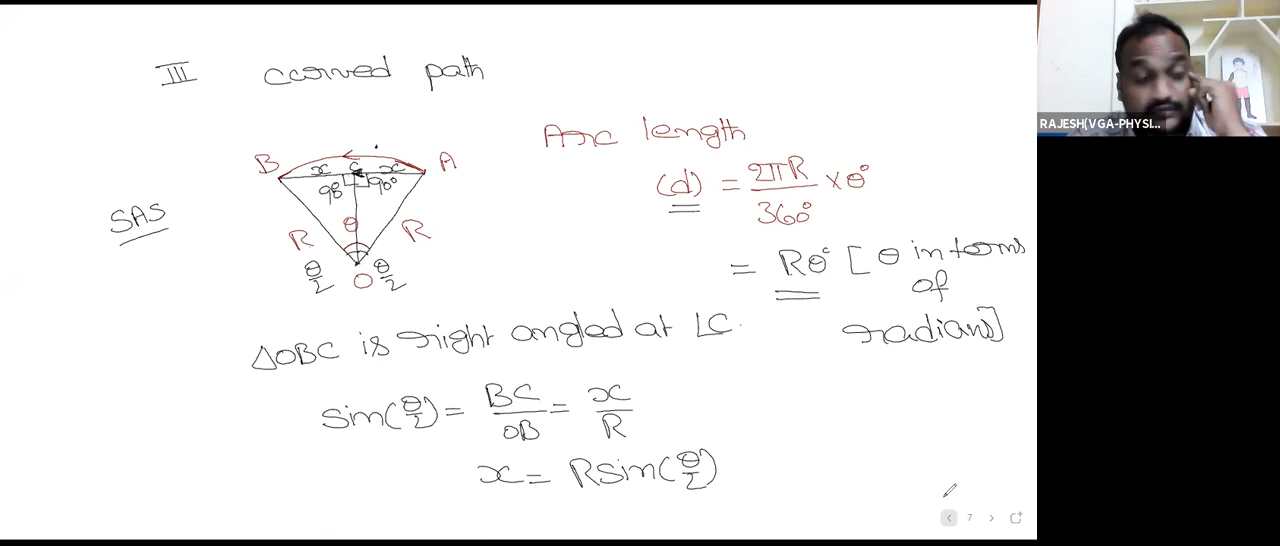 III curved path
Arc length
B x C x A
90° 90°
(d) = 2πR / 360° × θ°
SAS
θ
R R
= Rθ° [θ in terms of radians]
θ/2 O θ/2
ΔOBC is right angled at ∟C.
sin(θ/2) = BC / OB = x / R
x = R sin(θ/2)
RAJESH(VGA-PHYSI...
7